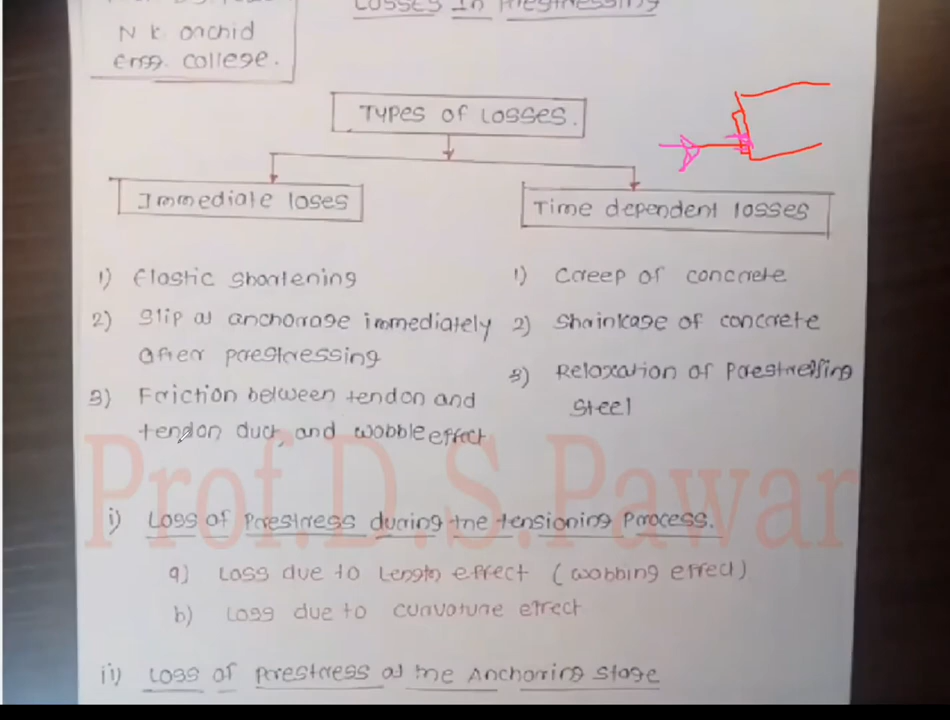 Losses In Prestressing
N k orchid
engg. college.
Types of Losses.
Immediate loses
Time dependent losses
1) Elastic shortening
2) Slip at anchorage immediately
after prestressing
3) Friction between tendon and
tendon duct, and wobble effect
1) Creep of concrete
2) Shrinkage of concrete
3) Relaxation of Prestressing
Steel
Prof.D.S.Pawar
i) Loss of Prestress during the tensioning Process.
a) Loss due to Length effect (wobbing effect)
b) Loss due to curvature effect
ii) Loss of Prestress at the Anchoring Stage